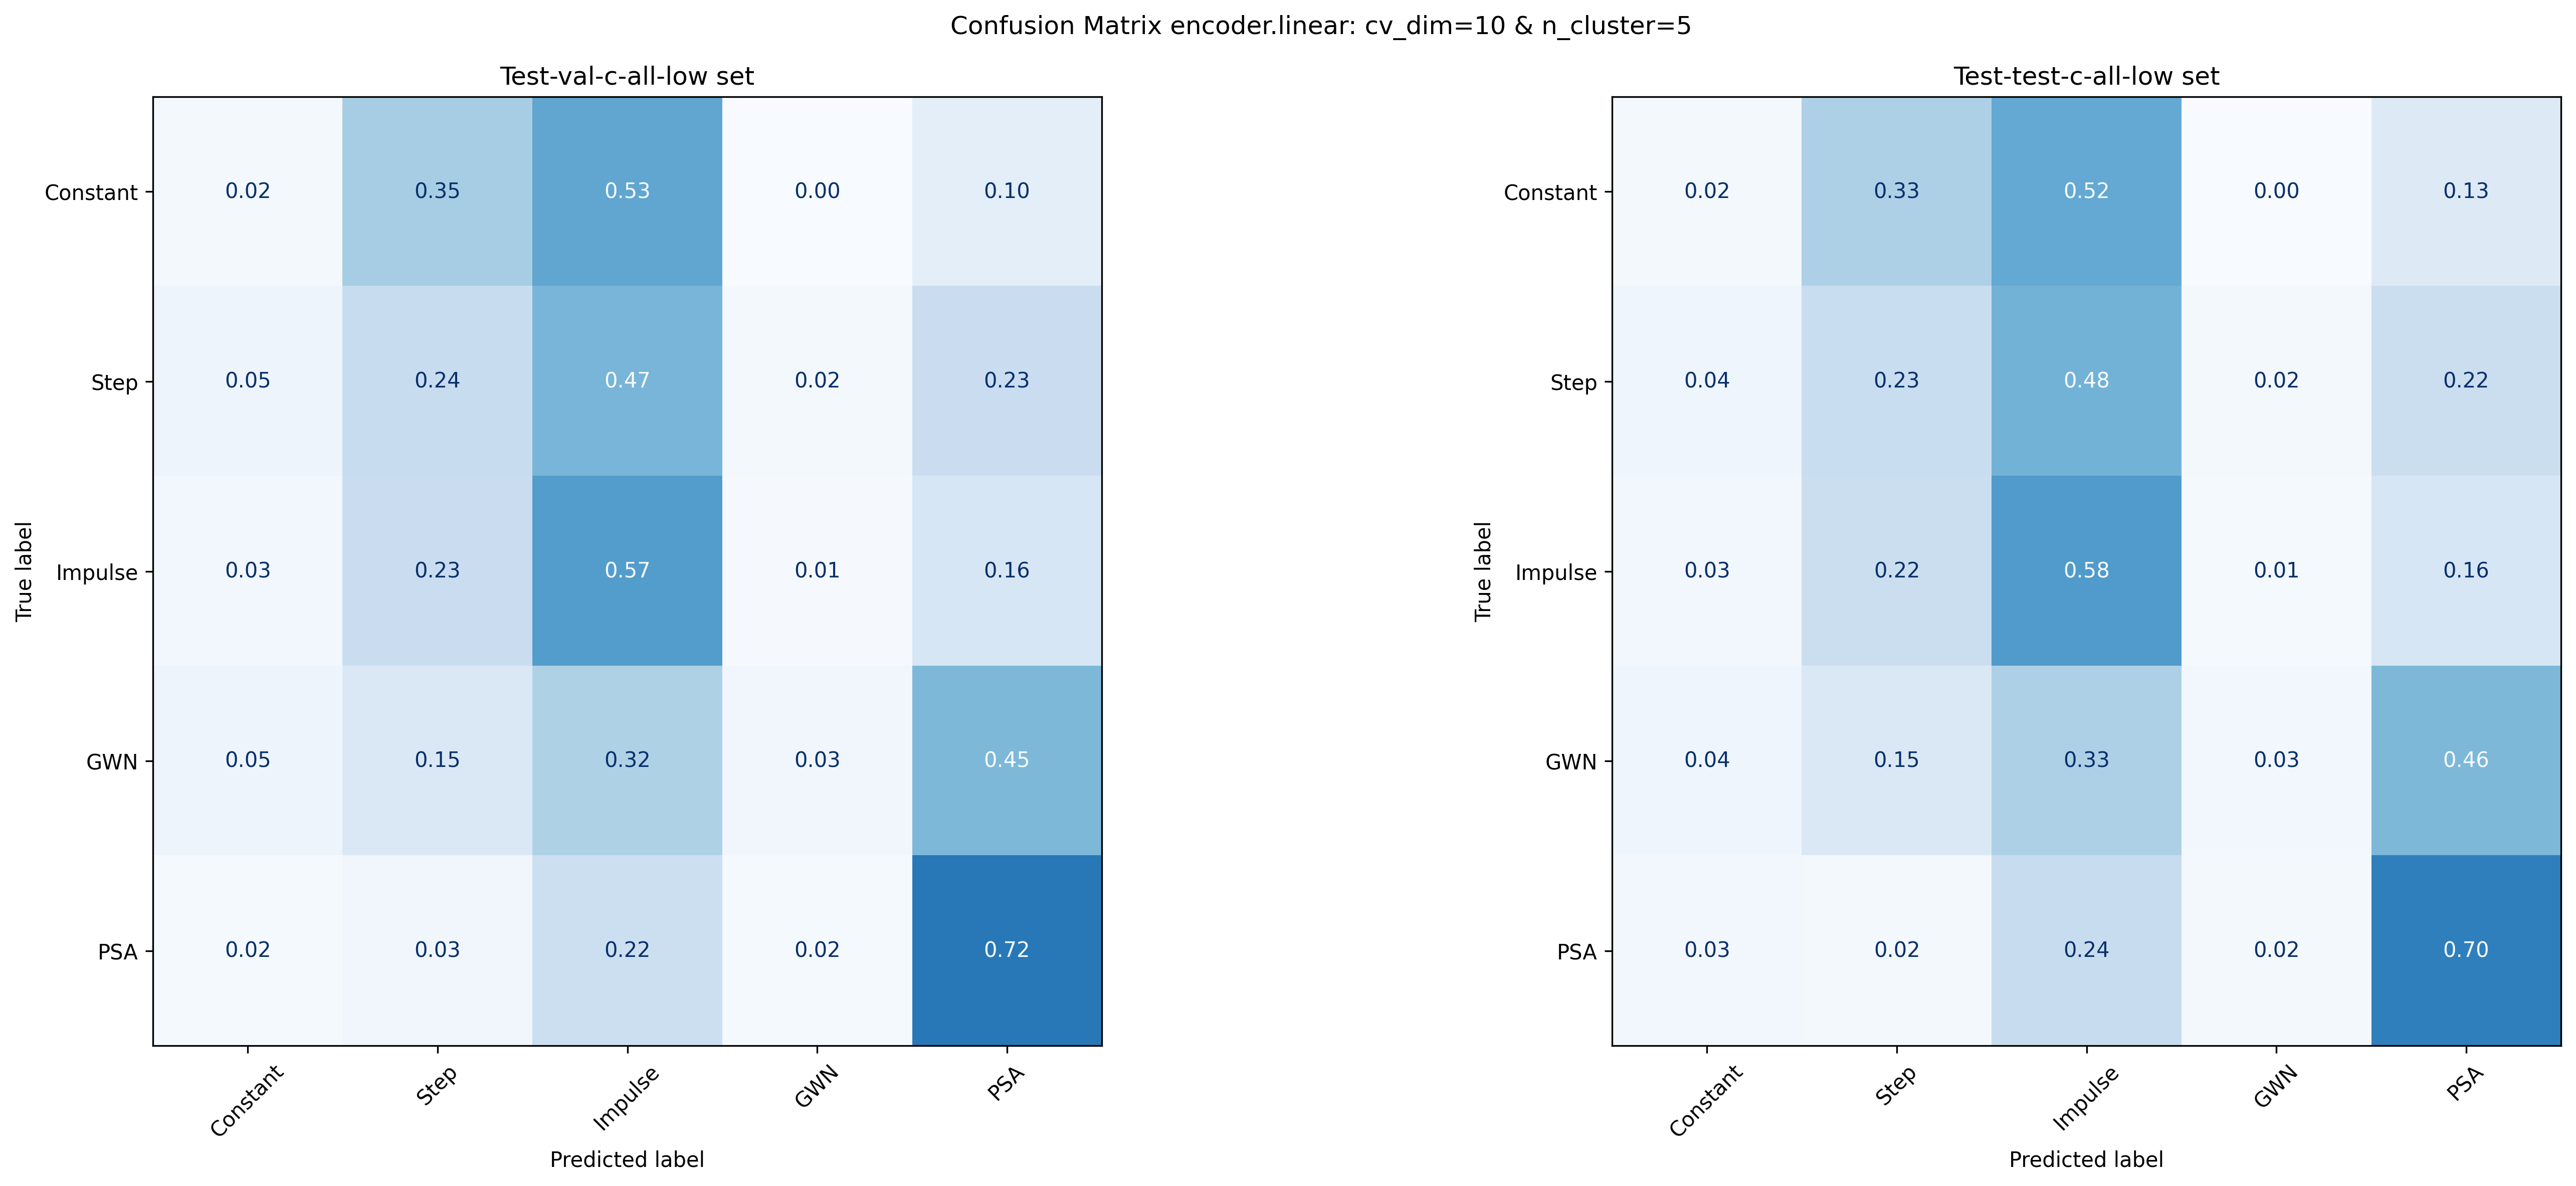 Confusion Matrix encoder.linear: cv_dim=10 & n_cluster=5
Test-val-c-all-low set
True label
Constant 0.02 0.35 0.53 0.00 0.10
Step 0.05 0.24 0.47 0.02 0.23
Impulse 0.03 0.23 0.57 0.01 0.16
GWN 0.05 0.15 0.32 0.03 0.45
PSA 0.02 0.03 0.22 0.02 0.72
Constant Step Impulse GWN PSA
Predicted label
Test-test-c-all-low set
True label
Constant 0.02 0.33 0.52 0.00 0.13
Step 0.04 0.23 0.48 0.02 0.22
Impulse 0.03 0.22 0.58 0.01 0.16
GWN 0.04 0.15 0.33 0.03 0.46
PSA 0.03 0.02 0.24 0.02 0.70
Constant Step Impulse GWN PSA
Predicted label